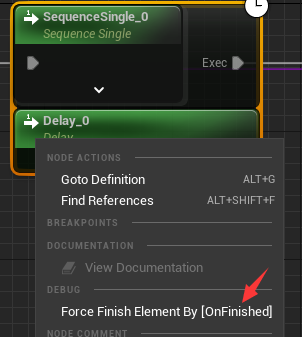 SequenceSingle_0
Sequence Single
Exec
Delay_0
Delay
NODE ACTIONS
Goto Definition ALT+G
Find References ALT+SHIFT+F
BREAKPOINTS
DOCUMENTATION
View Documentation
DEBUG
Force Finish Element By [OnFinished]
NODE COMMENT